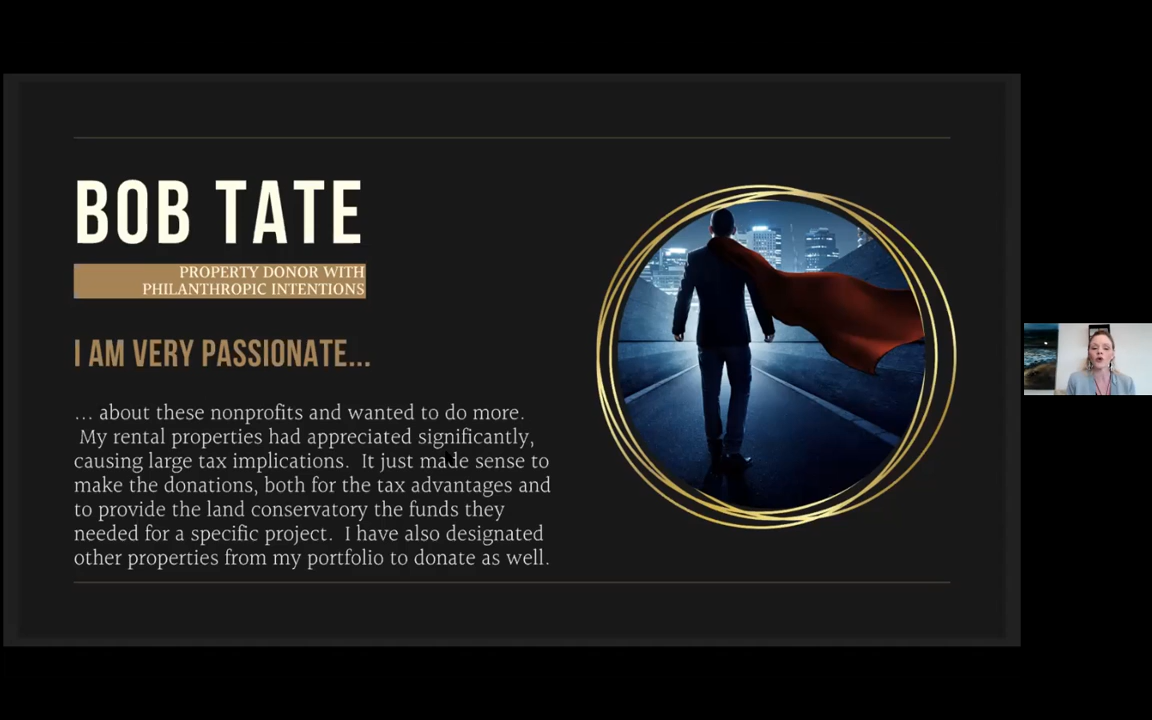 BOB TATE
PROPERTY DONOR WITH
PHILANTHROPIC INTENTIONS
I AM VERY PASSIONATE...
... about these nonprofits and wanted to do more.
My rental properties had appreciated significantly,
causing large tax implications. It just made sense to
make the donations, both for the tax advantages and
to provide the land conservatory the funds they
needed for a specific project. I have also designated
other properties from my portfolio to donate as well.